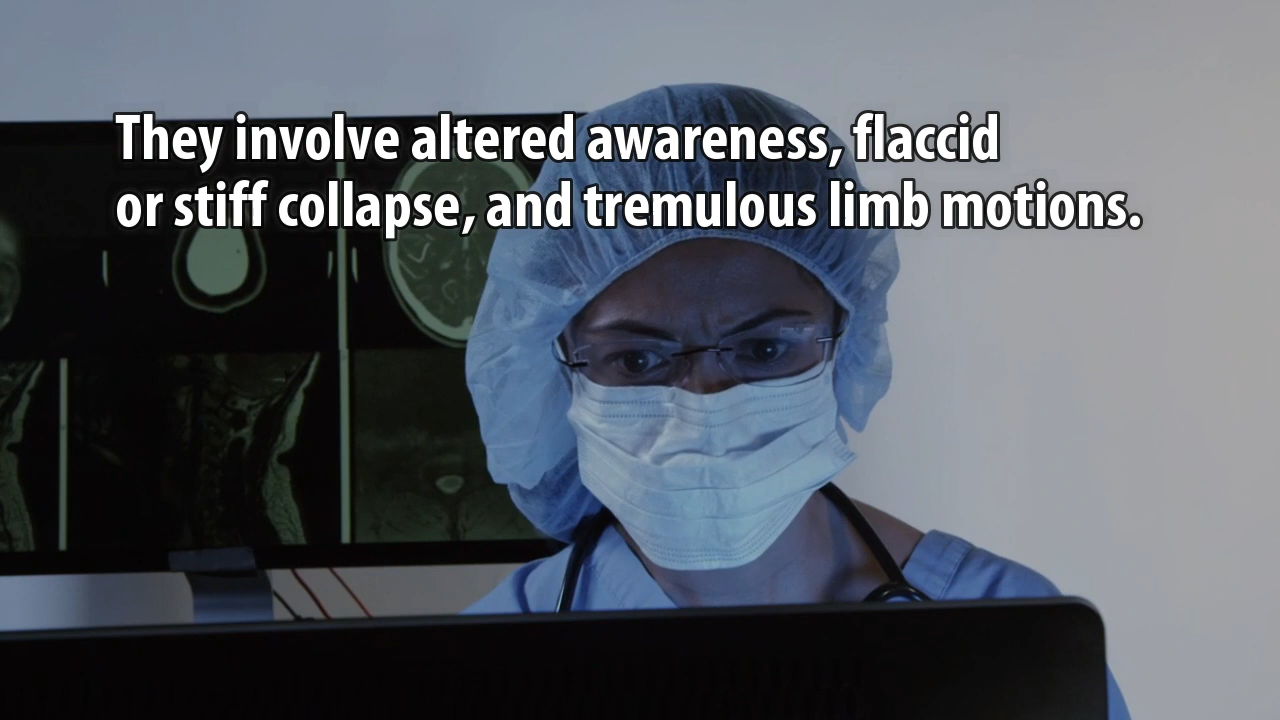 They involve altered awareness, flaccid
or stiff collapse, and tremulous limb motions.